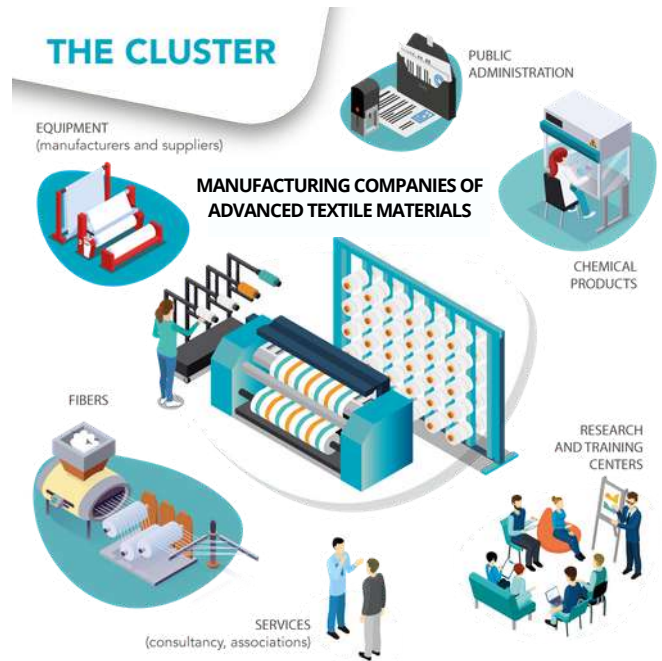 THE CLUSTER
PUBLIC
ADMINISTRATION
EQUIPMENT
(manufacturers and suppliers)
MANUFACTURING COMPANIES OF
ADVANCED TEXTILE MATERIALS
CHEMICAL
PRODUCTS
FIBERS
RESEARCH
AND TRAINING
CENTERS
SERVICES
(consultancy, associations)